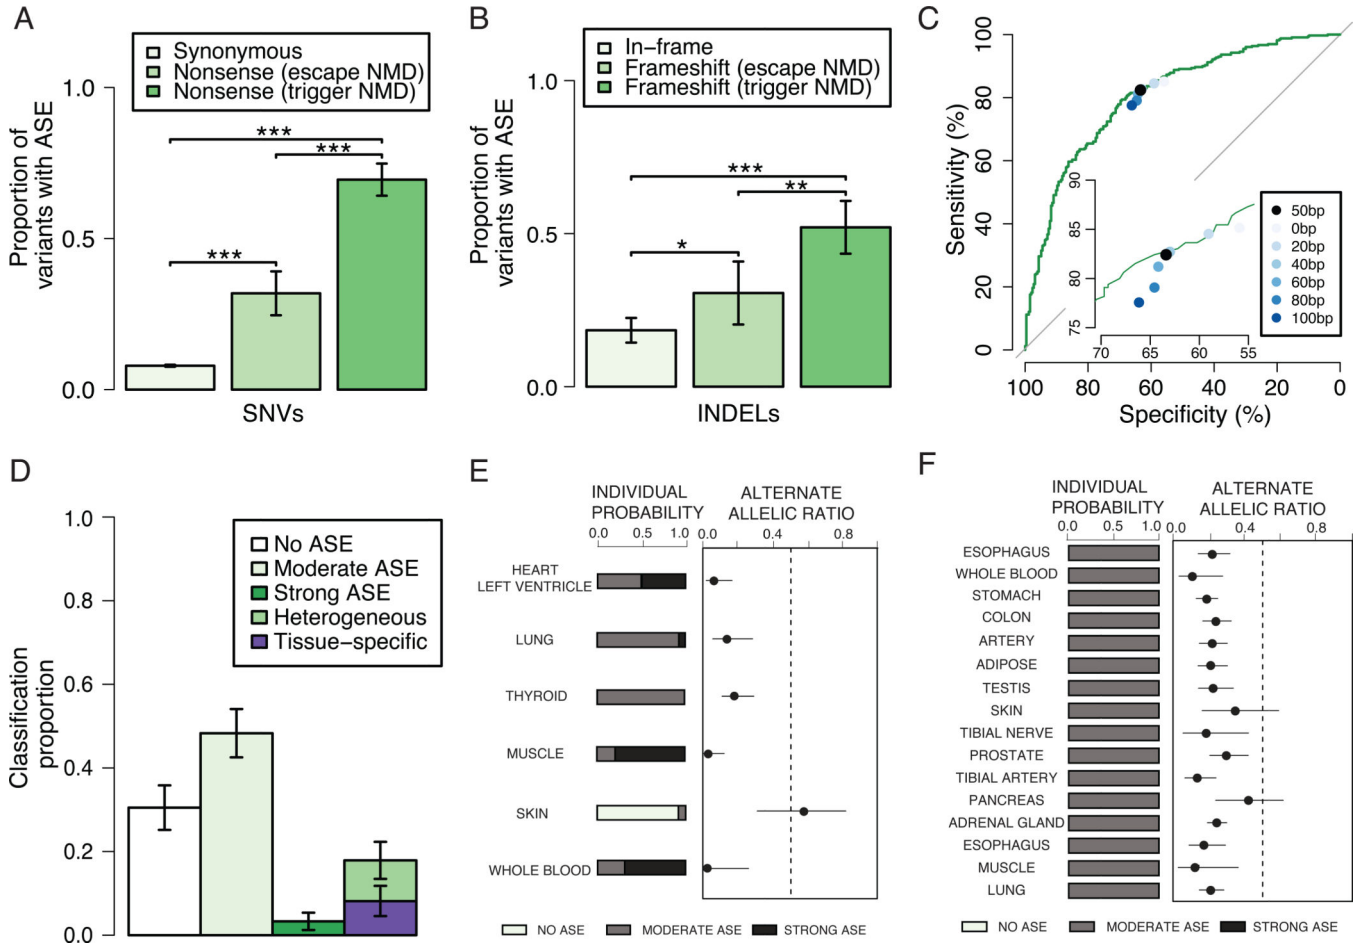 A
Synonymous
Nonsense (escape NMD)
Nonsense (trigger NMD)
Proportion of
variants with ASE
1.0
0.5
0.0
***
***
***
SNVs
B
In−frame
Frameshift (escape NMD)
Frameshift (trigger NMD)
Proportion of
variants with ASE
1.0
0.5
0.0
***
**
*
INDELs
C
Sensitivity (%)
100
80
60
40
20
0
90
85
80
75
70 65 60 55
50bp
0bp
20bp
40bp
60bp
80bp
100bp
100 80 60 40 20 0
Specificity (%)
D
Classification
proportion
1.0
0.8
0.6
0.4
0.2
0.0
No ASE
Moderate ASE
Strong ASE
Heterogeneous
Tissue−specific
E
INDIVIDUAL
PROBABILITY
ALTERNATE
ALLELIC RATIO
0.0 0.5 1.0
0.0 0.4 0.8
HEART
LEFT VENTRICLE
LUNG
THYROID
MUSCLE
SKIN
WHOLE BLOOD
NO ASE MODERATE ASE STRONG ASE
F
INDIVIDUAL
PROBABILITY
ALTERNATE
ALLELIC RATIO
0.0 0.5 1.0
0.0 0.4 0.8
ESOPHAGUS
WHOLE BLOOD
STOMACH
COLON
ARTERY
ADIPOSE
TESTIS
SKIN
TIBIAL NERVE
PROSTATE
TIBIAL ARTERY
PANCREAS
ADRENAL GLAND
ESOPHAGUS
MUSCLE
LUNG
NO ASE MODERATE ASE STRONG ASE